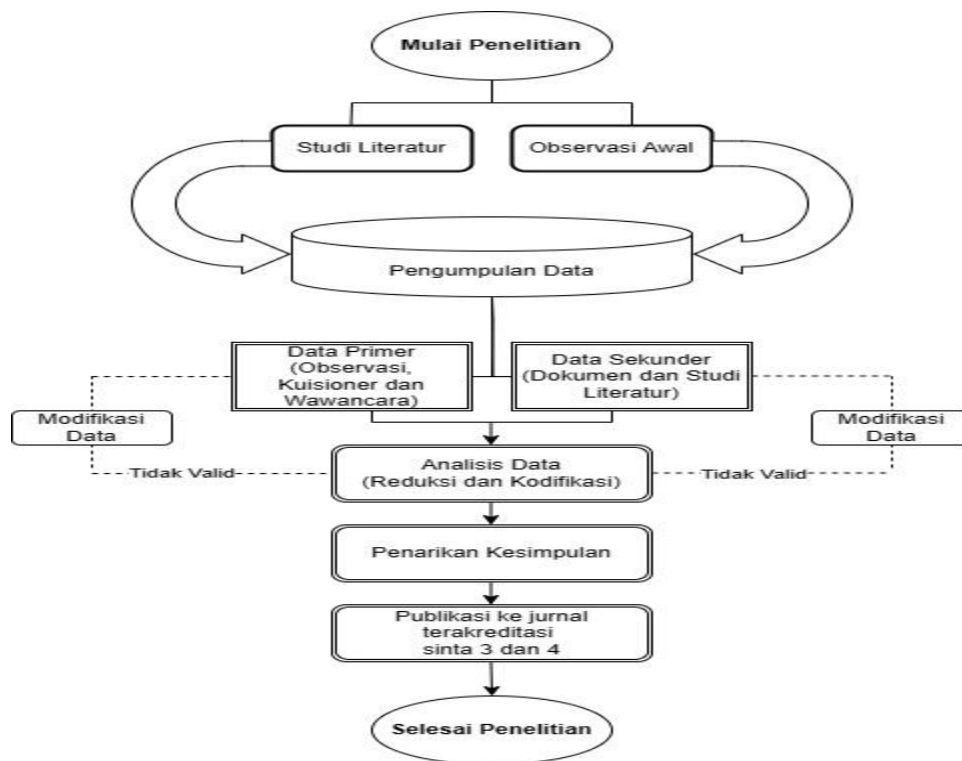 Mulai Penelitian
Studi Literatur
Observasi Awal
Pengumpulan Data
Data Primer
(Observasi,
Kuisioner dan
Wawancara)
Data Sekunder
(Dokumen dan Studi
Literatur)
Modifikasi
Data
Modifikasi
Data
Tidak Valid
Analisis Data
(Reduksi dan Kodifikasi)
Tidak Valid
Penarikan Kesimpulan
Publikasi ke jurnal
terakreditasi
sinta 3 dan 4
Selesai Penelitian